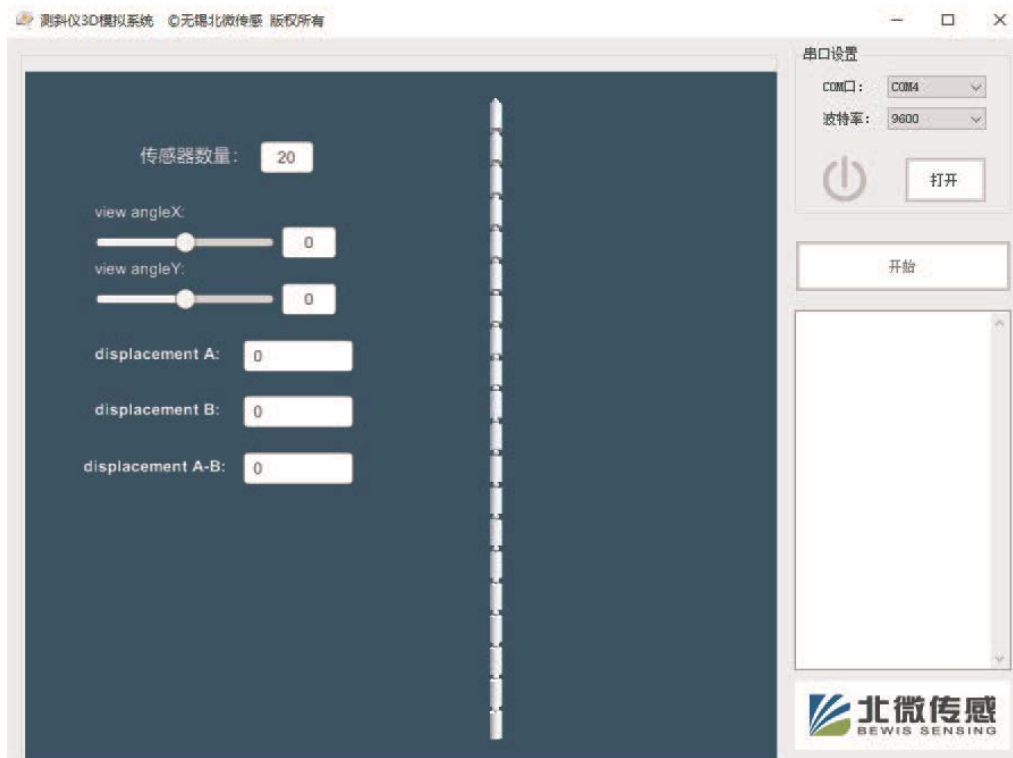 测斜仪3D模拟系统 ©无锡北微传感 版权所有
传感器数量: 20
view angleX:
0
view angleY:
0
displacement A: 0
displacement B: 0
displacement A-B: 0
串口设置
COM口: COM4
波特率: 9600
打开
开始
北微传感
BEWIS SENSING